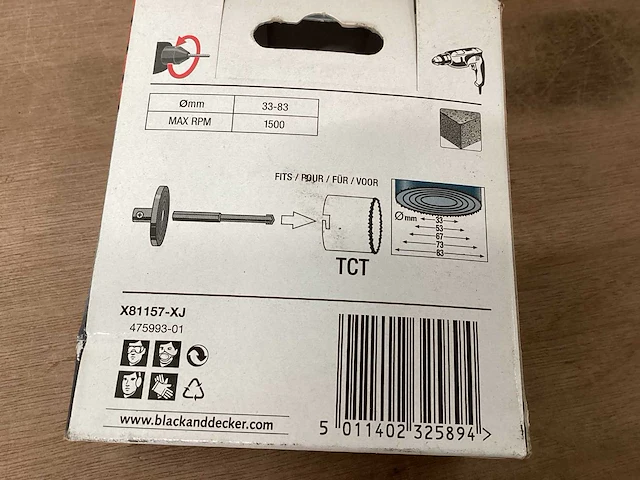 Ømm 33-83
MAX RPM 1500
FITS / POUR / FÜR / VOOR
Ømm
33
53
67
73
83
TCT
X81157-XJ
475993-01
www.blackanddecker.com
5 011402 325894 >